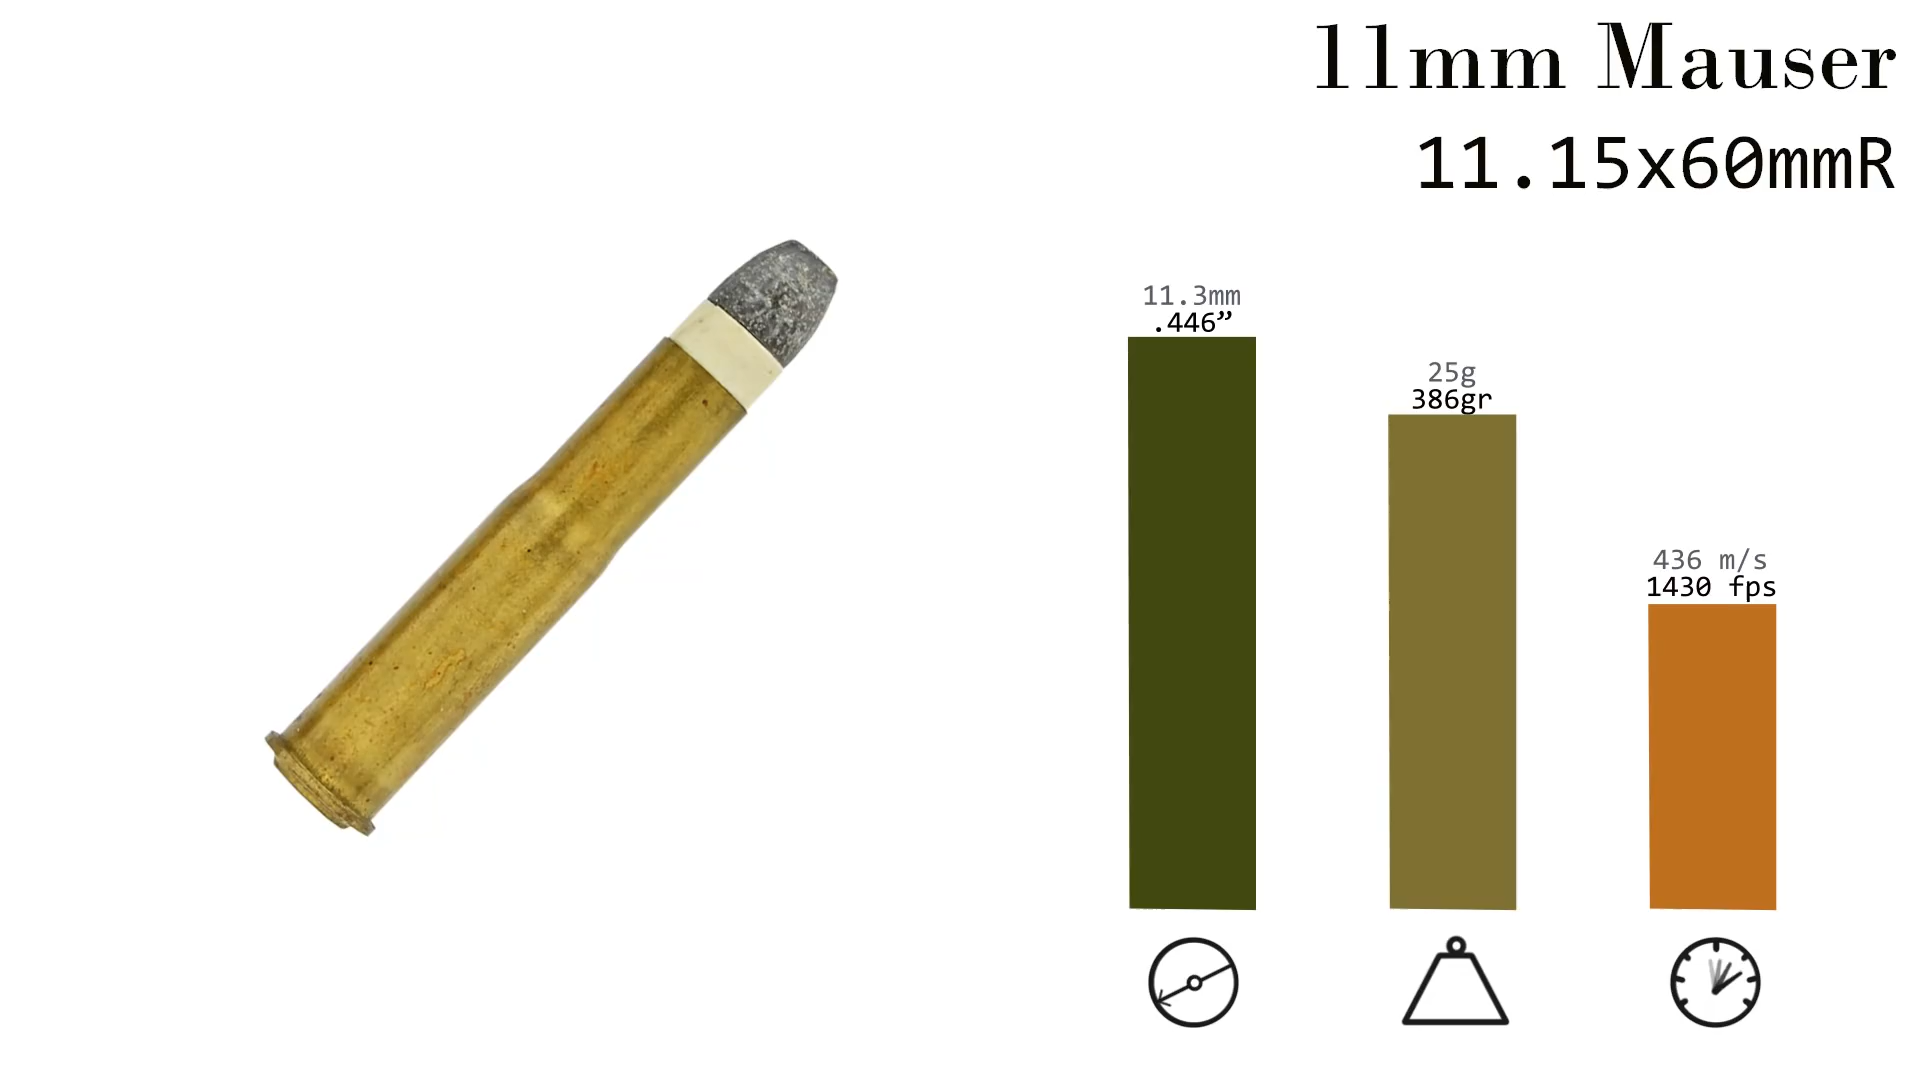 11mm Mauser
11.15x60mmR
11.3mm
.446”
25g
386gr
436 m/s
1430 fps